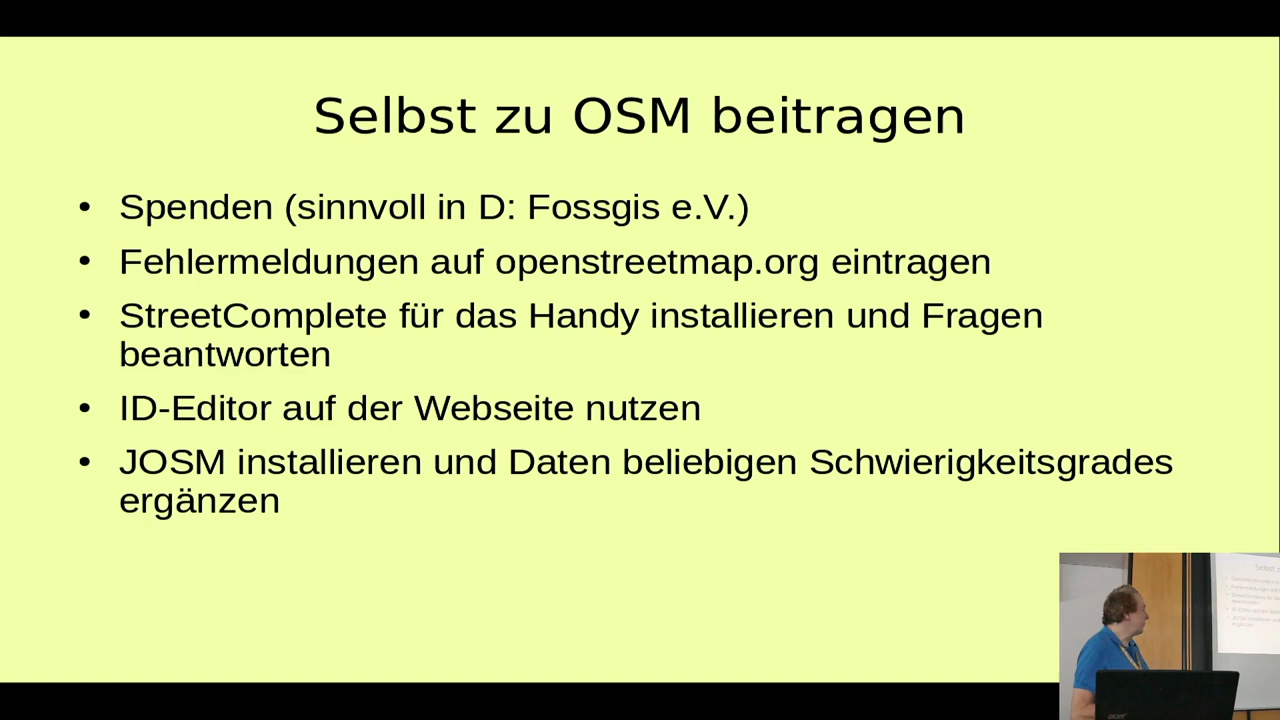 Selbst zu OSM beitragen
• Spenden (sinnvoll in D: Fossgis e.V.)
• Fehlermeldungen auf openstreetmap.org eintragen
• StreetComplete für das Handy installieren und Fragen
beantworten
• ID-Editor auf der Webseite nutzen
• JOSM installieren und Daten beliebigen Schwierigkeitsgrades
ergänzen
acer